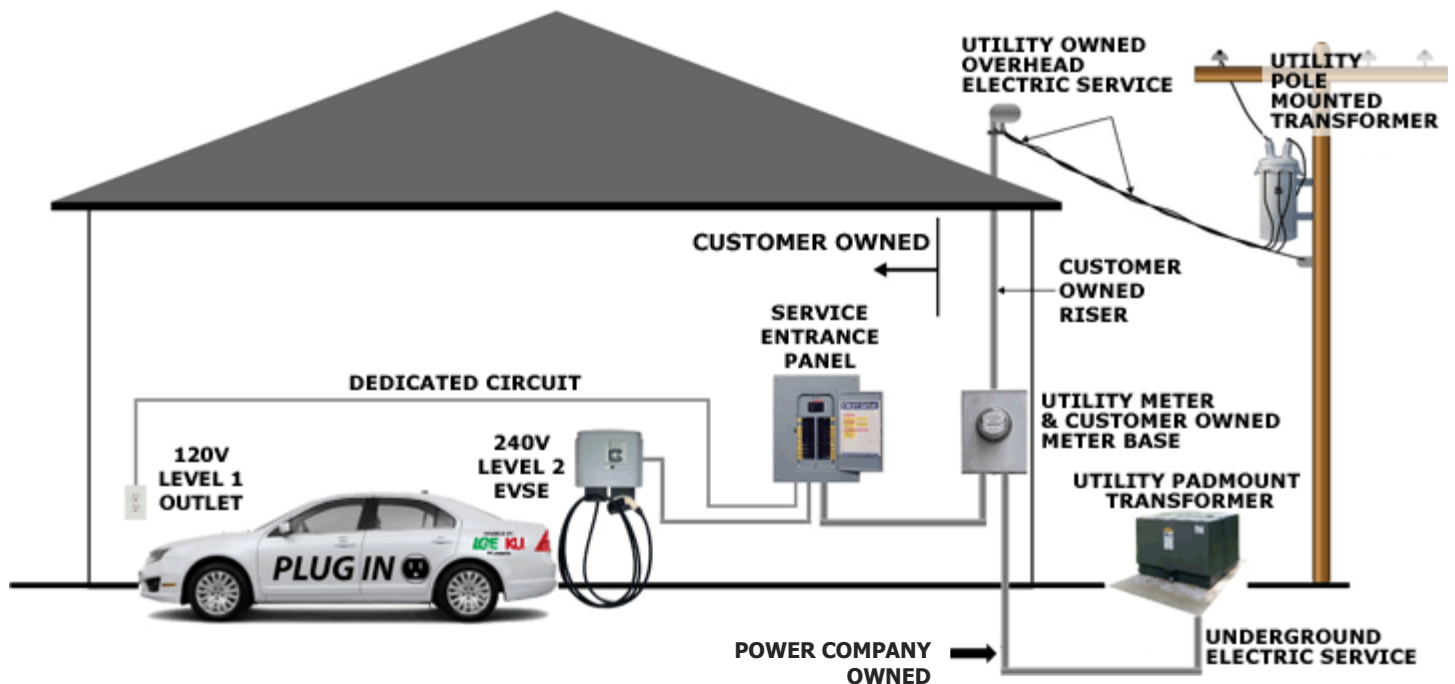 UTILITY OWNED
OVERHEAD
ELECTRIC SERVICE
UTILITY
POLE
MOUNTED
TRANSFORMER
CUSTOMER OWNED
CUSTOMER
OWNED
RISER
SERVICE
ENTRANCE
PANEL
DEDICATED CIRCUIT
UTILITY METER
& CUSTOMER OWNED
METER BASE
120V
LEVEL 1
OUTLET
240V
LEVEL 2
EVSE
UTILITY PADMOUNT
TRANSFORMER
PLUG IN
LG&E KU
POWER COMPANY
OWNED
UNDERGROUND
ELECTRIC SERVICE